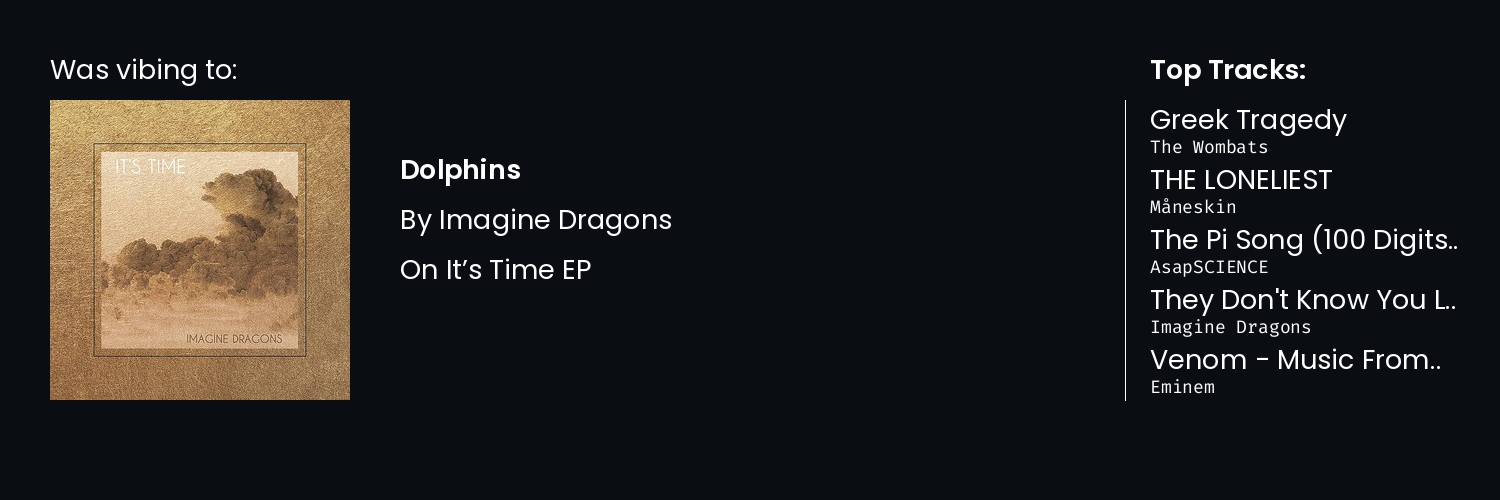 Was vibing to:
IT'S TIME
IMAGINE DRAGONS
Dolphins
By Imagine Dragons
On It’s Time EP
Top Tracks:
Greek Tragedy
The Wombats
THE LONELIEST
Måneskin
The Pi Song (100 Digits..
AsapSCIENCE
They Don't Know You L..
Imagine Dragons
Venom - Music From..
Eminem